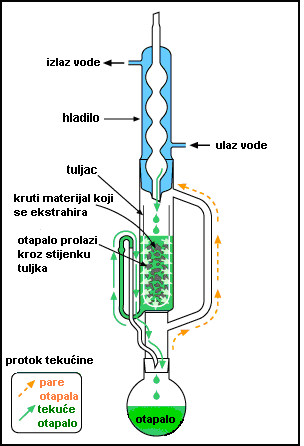 izlaz vode
hladilo
ulaz vode
tuljac
kruti materijal koji
se ekstrahira
otapalo prolazi
kroz stijenku
tuljka
protok tekućine
pare
otapala
tekuće
otapalo
otapalo